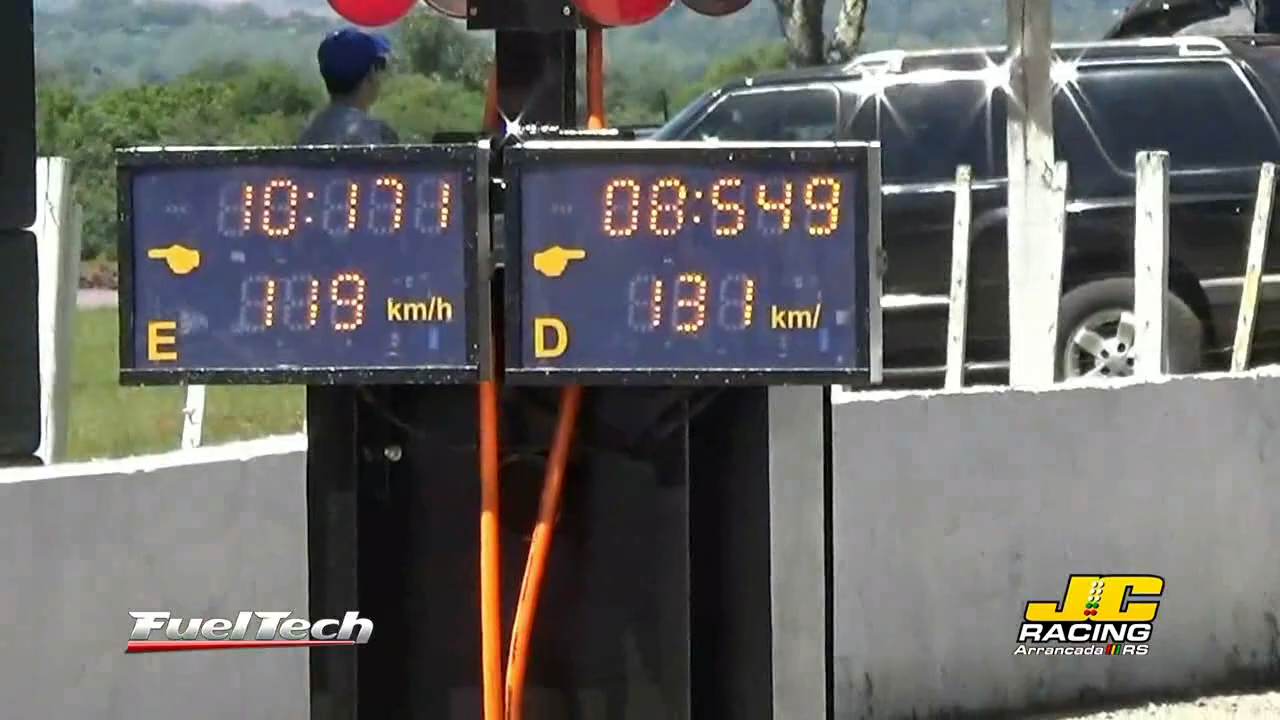 10:171
119 km/h
E
08:549
131 km/
D
FuelTech
JC
RACING
Arrancada RS